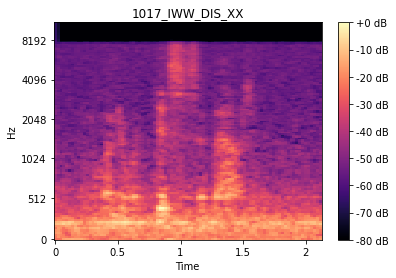 1017_IWW_DIS_XX
8192
4096
2048
1024
512
0
Hz
0
0.5
1
1.5
2
Time
+0 dB
-10 dB
-20 dB
-30 dB
-40 dB
-50 dB
-60 dB
-70 dB
-80 dB